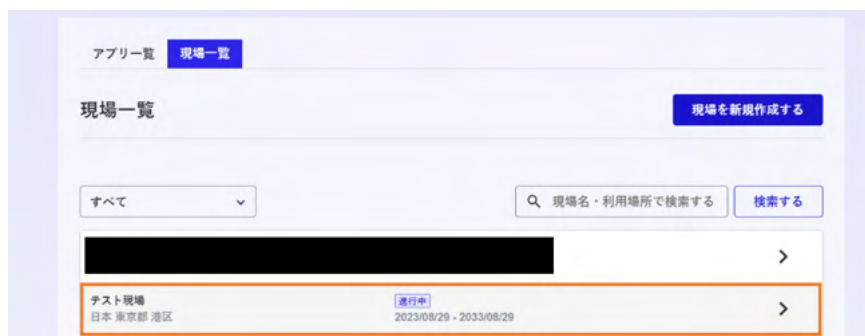 アプリ一覧 現場一覧
現場一覧 現場を新規作成する
すべて 現場名・利用場所で検索する 検索する
テスト現場 進行中
日本 東京都 港区 2023/08/29 - 2033/08/29